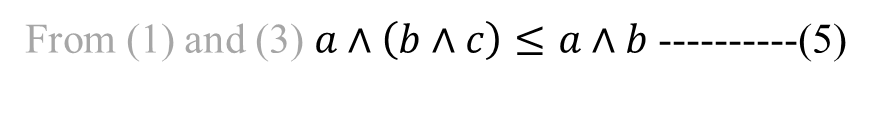 From (1) and (3) 𝑎 ∧ (𝑏 ∧ 𝑐) ≤ 𝑎 ∧ 𝑏 ----------(5)